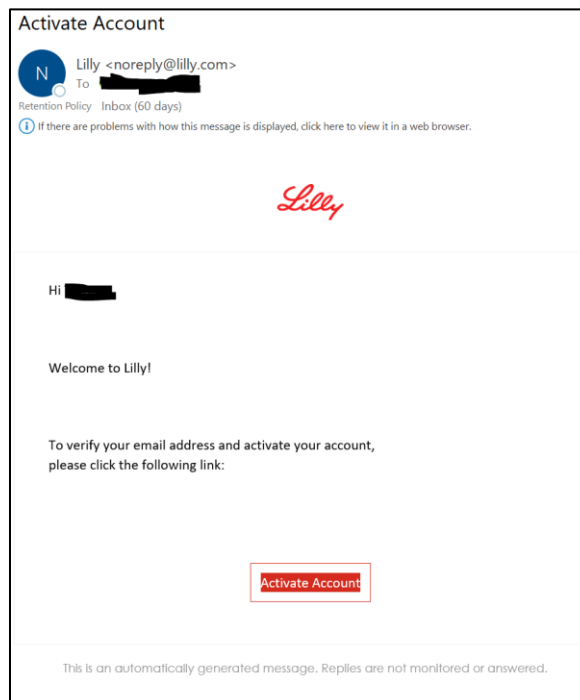 Activate Account
N
Lilly <noreply@lilly.com>
To
Retention Policy Inbox (60 days)
If there are problems with how this message is displayed, click here to view it in a web browser.
Lilly
Hi
Welcome to Lilly!
To verify your email address and activate your account,
please click the following link:
Activate Account
This is an automatically generated message. Replies are not monitored or answered.